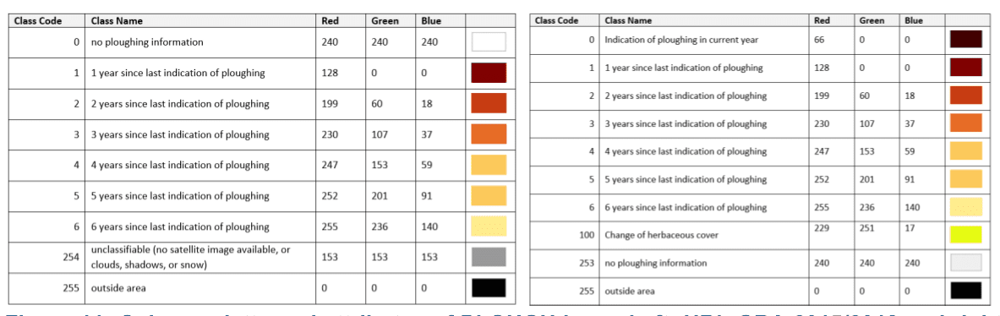 Class Code Class Name Red Green Blue
0 no ploughing information 240 240 240
1 1 year since last indication of ploughing 128 0 0
2 2 years since last indication of ploughing 199 60 18
3 3 years since last indication of ploughing 230 107 37
4 4 years since last indication of ploughing 247 153 59
5 5 years since last indication of ploughing 252 201 91
6 6 years since last indication of ploughing 255 236 140
254 unclassifiable (no satellite image available, or
clouds, shadows, or snow) 153 153 153
255 outside area 0 0 0
Class Code Class Name Red Green Blue
0 Indication of ploughing in current year 66 0 0
1 1 year since last indication of ploughing 128 0 0
2 2 years since last indication of ploughing 199 60 18
3 3 years since last indication of ploughing 230 107 37
4 4 years since last indication of ploughing 247 153 59
5 5 years since last indication of ploughing 252 201 91
6 6 years since last indication of ploughing 255 236 140
100 Change of herbaceous cover 229 251 17
253 no ploughing information 240 240 240
255 outside area 0 0 0